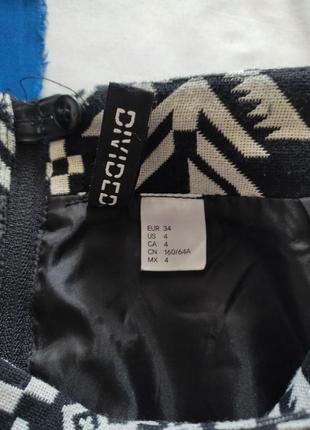 DIVIDED
EUR 34
US 4
CA 4
CN 160/64A
MX 4